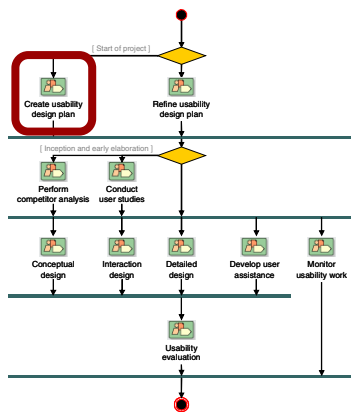 [ Start of project ]
Create usability
design plan
Refine usability
design plan
[ Inception and early elaboration ]
Perform
competitor analysis
Conduct
user studies
Conceptual
design
Interaction
design
Detailed
design
Develop user
assistance
Monitor
usability work
Usability
evaluation